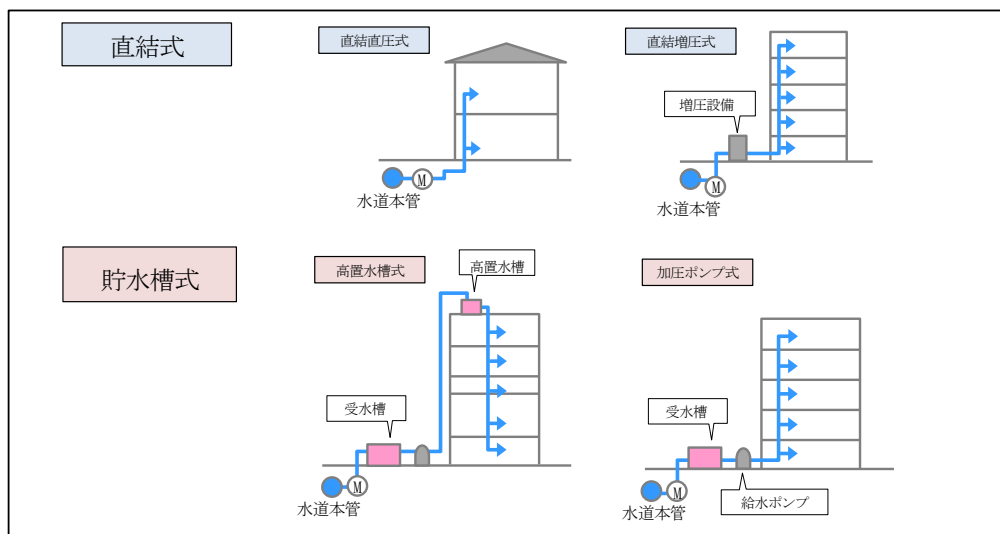 直結式
直結直圧式
直結増圧式
増圧設備
M
水道本管
M
水道本管
貯水槽式
高置水槽式
高置水槽
加圧ポンプ式
受水槽
受水槽
M
水道本管
M
水道本管
給水ポンプ